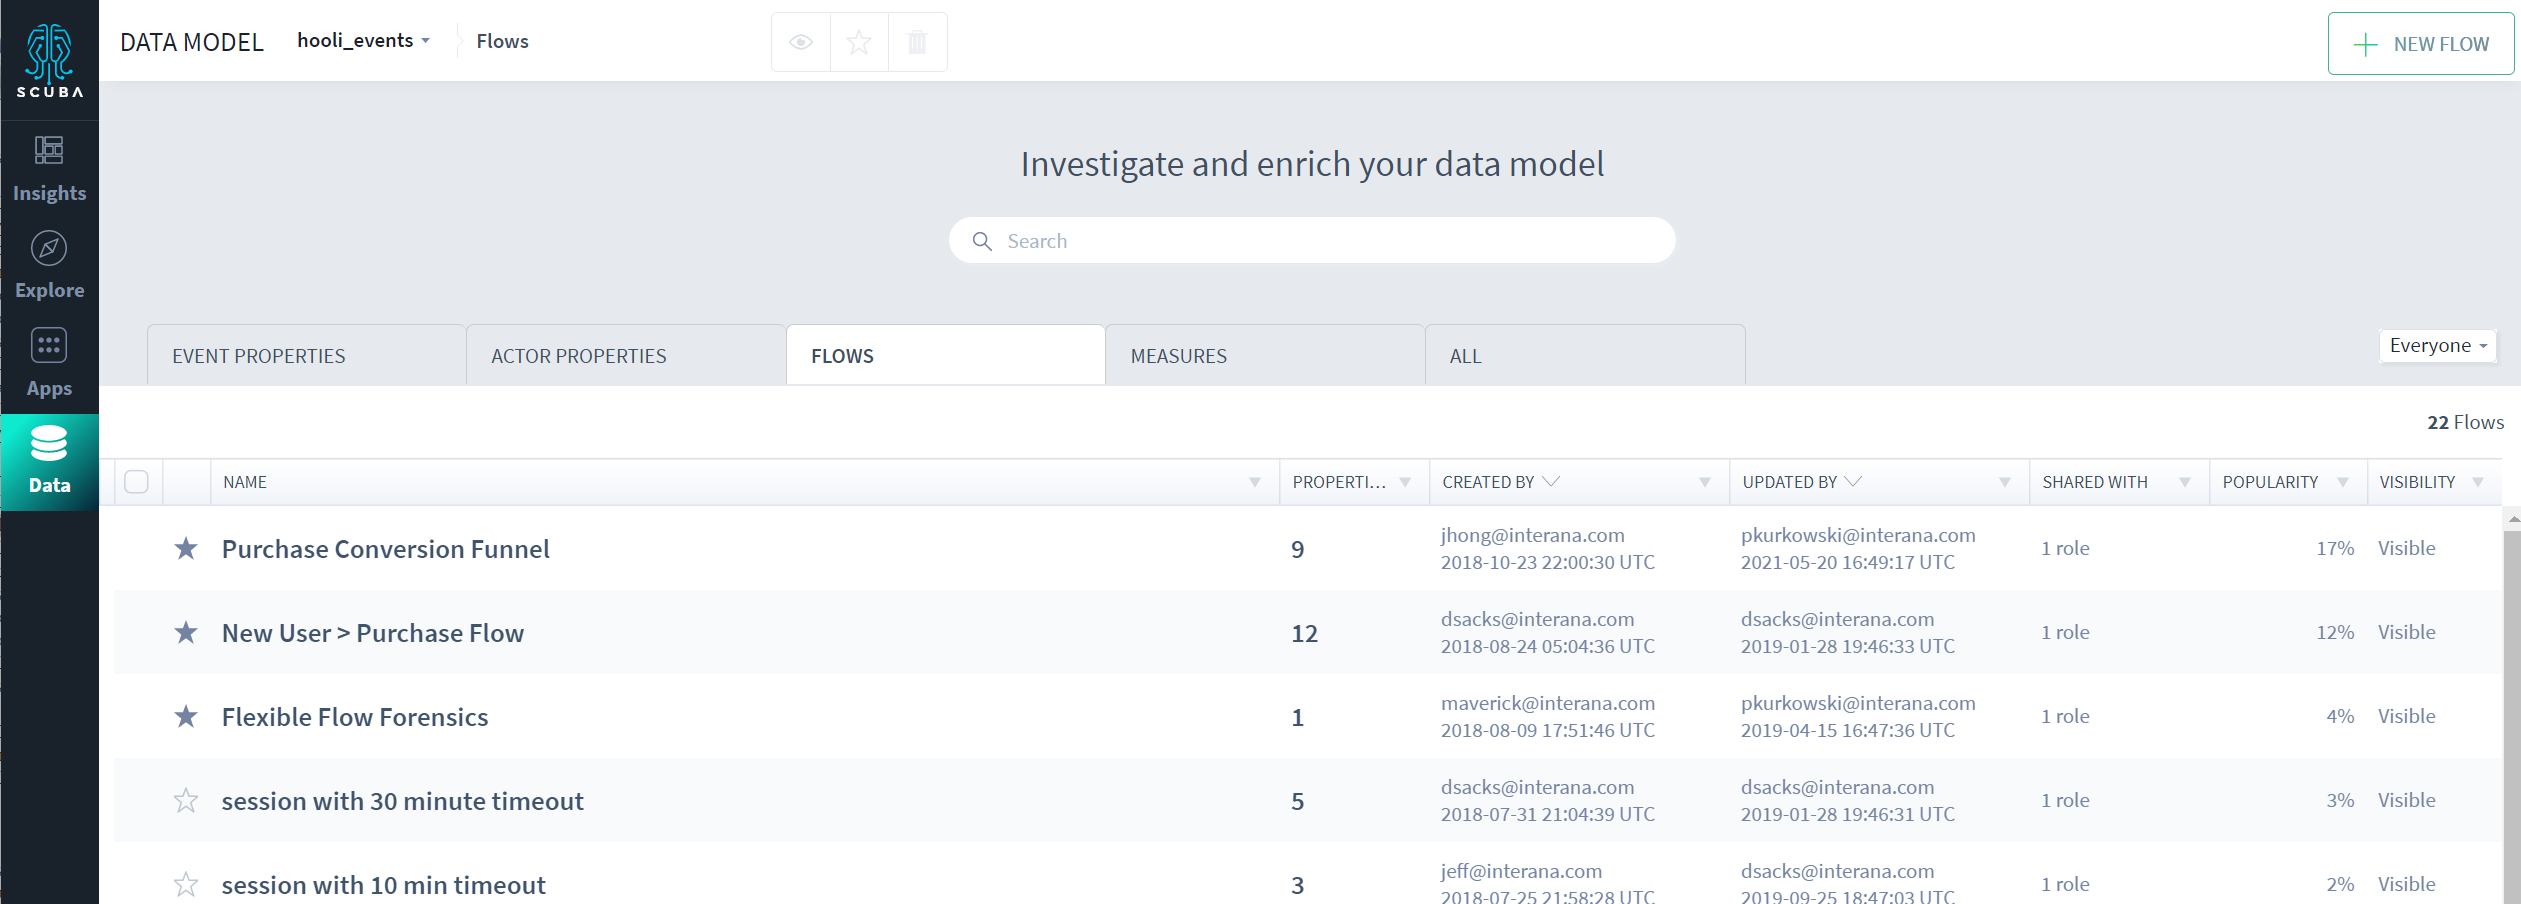 SCUBA
Insights
Explore
Apps
Data
DATA MODEL hooli_events Flows
NEW FLOW
Investigate and enrich your data model
Search
EVENT PROPERTIES ACTOR PROPERTIES FLOWS MEASURES ALL
Everyone
22 Flows
NAME PROPERTI... CREATED BY UPDATED BY SHARED WITH POPULARITY VISIBILITY
Purchase Conversion Funnel 9 jhong@interana.com pkurkowski@interana.com 1 role 17% Visible
2018-10-23 22:00:30 UTC 2021-05-20 16:49:17 UTC
New User > Purchase Flow 12 dsacks@interana.com dsacks@interana.com 1 role 12% Visible
2018-08-24 05:04:36 UTC 2019-01-28 19:46:33 UTC
Flexible Flow Forensics 1 maverick@interana.com pkurkowski@interana.com 1 role 4% Visible
2018-08-09 17:51:46 UTC 2019-04-15 16:47:36 UTC
session with 30 minute timeout 5 dsacks@interana.com dsacks@interana.com 1 role 3% Visible
2018-07-31 21:04:39 UTC 2019-01-28 19:46:31 UTC
session with 10 min timeout 3 jeff@interana.com dsacks@interana.com 1 role 2% Visible
2018-07-25 21:58:28 UTC 2019-09-25 18:47:03 UTC